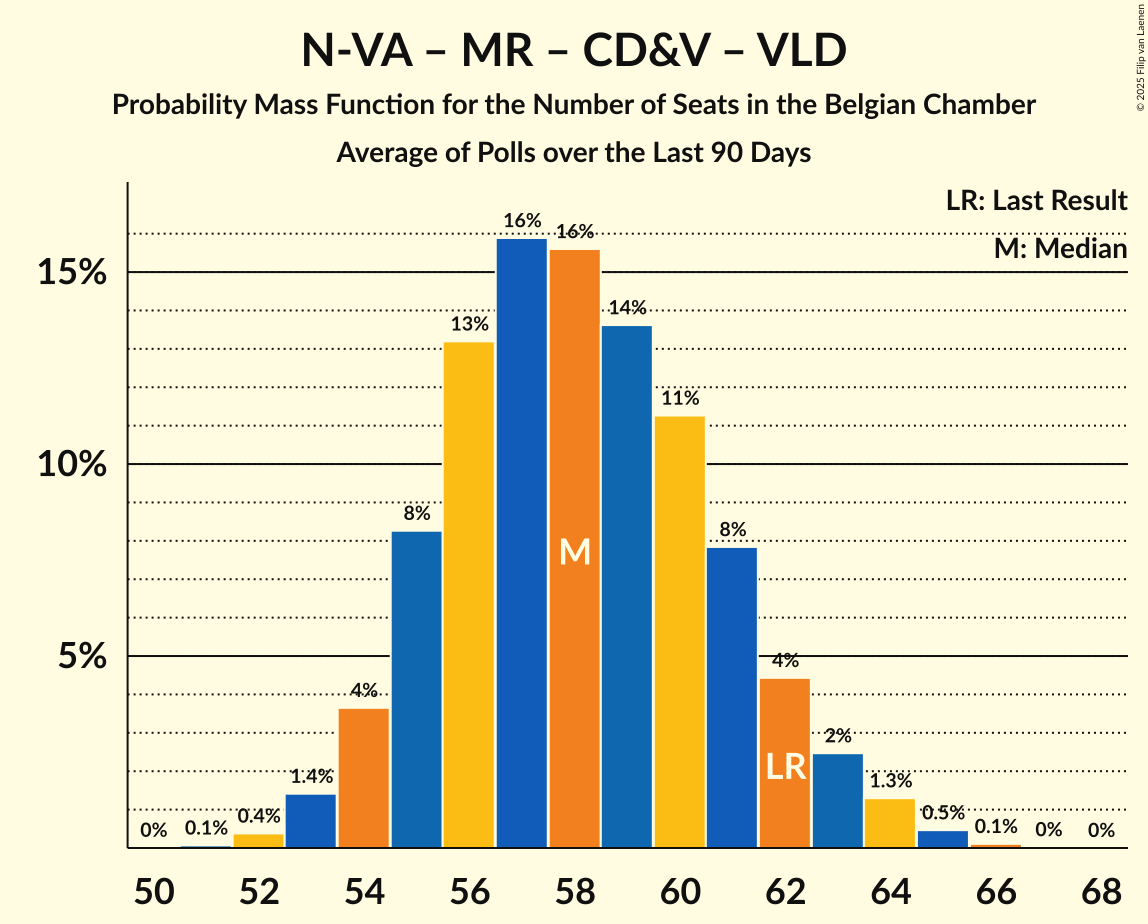 N-VA – MR – CD&V – VLD
Probability Mass Function for the Number of Seats in the Belgian Chamber
Average of Polls over the Last 90 Days
© 2025 Filip van Laenen
LR: Last Result
M: Median
15%
10%
5%
0%
0.1%
0.4%
1.4%
4%
8%
13%
16%
16%
14%
11%
8%
4%
2%
1.3%
0.5%
0.1%
0%
0%
M
LR
50 52 54 56 58 60 62 64 66 68